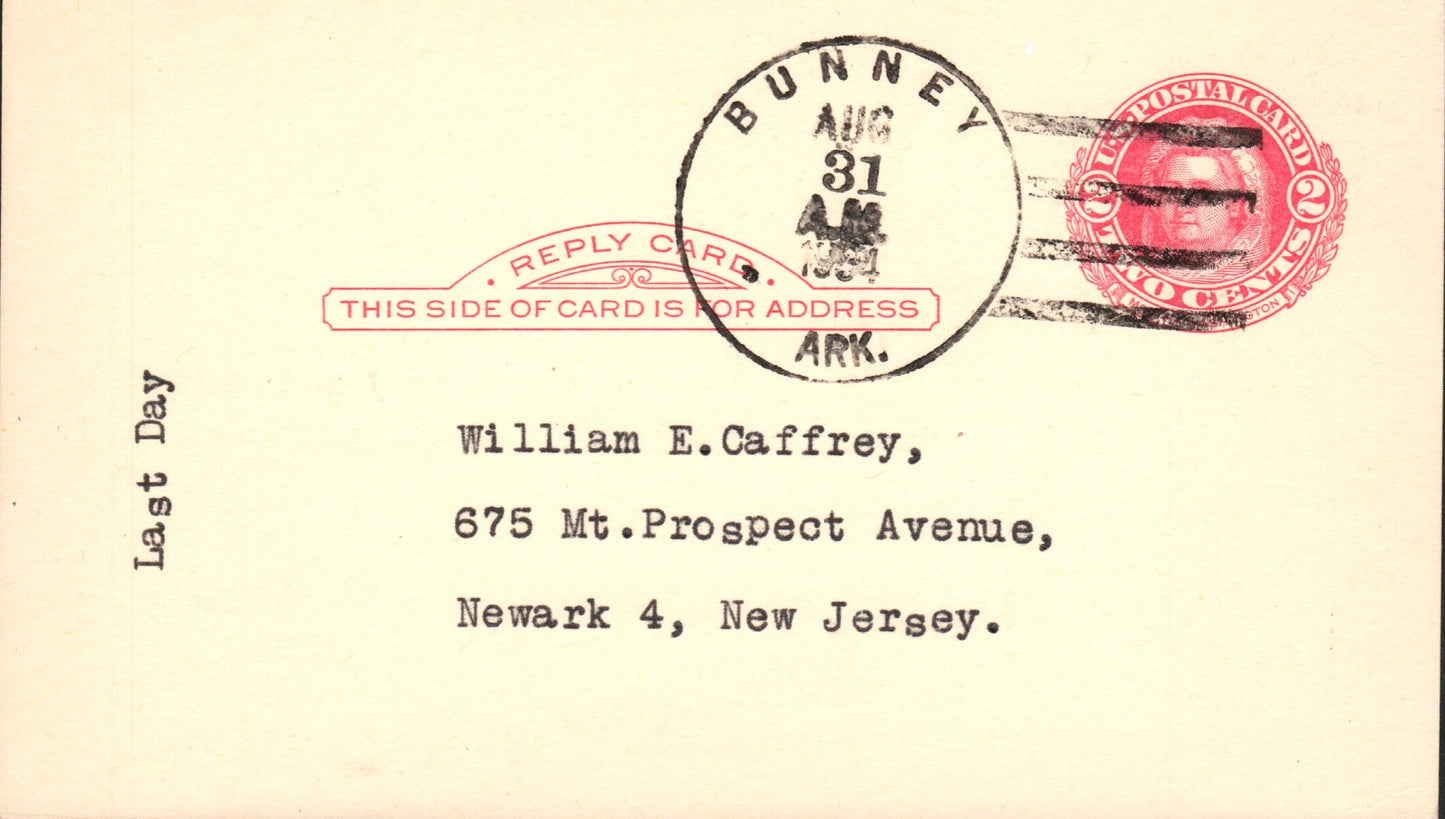 BUNNEY
AUG
31
A.M.
1954
ARK.
U.S. POSTAL CARD
2 2
TWO CENTS
REPLY CARD
THIS SIDE OF CARD IS FOR ADDRESS
Last Day
William E.Caffrey,
675 Mt.Prospect Avenue,
Newark 4, New Jersey.